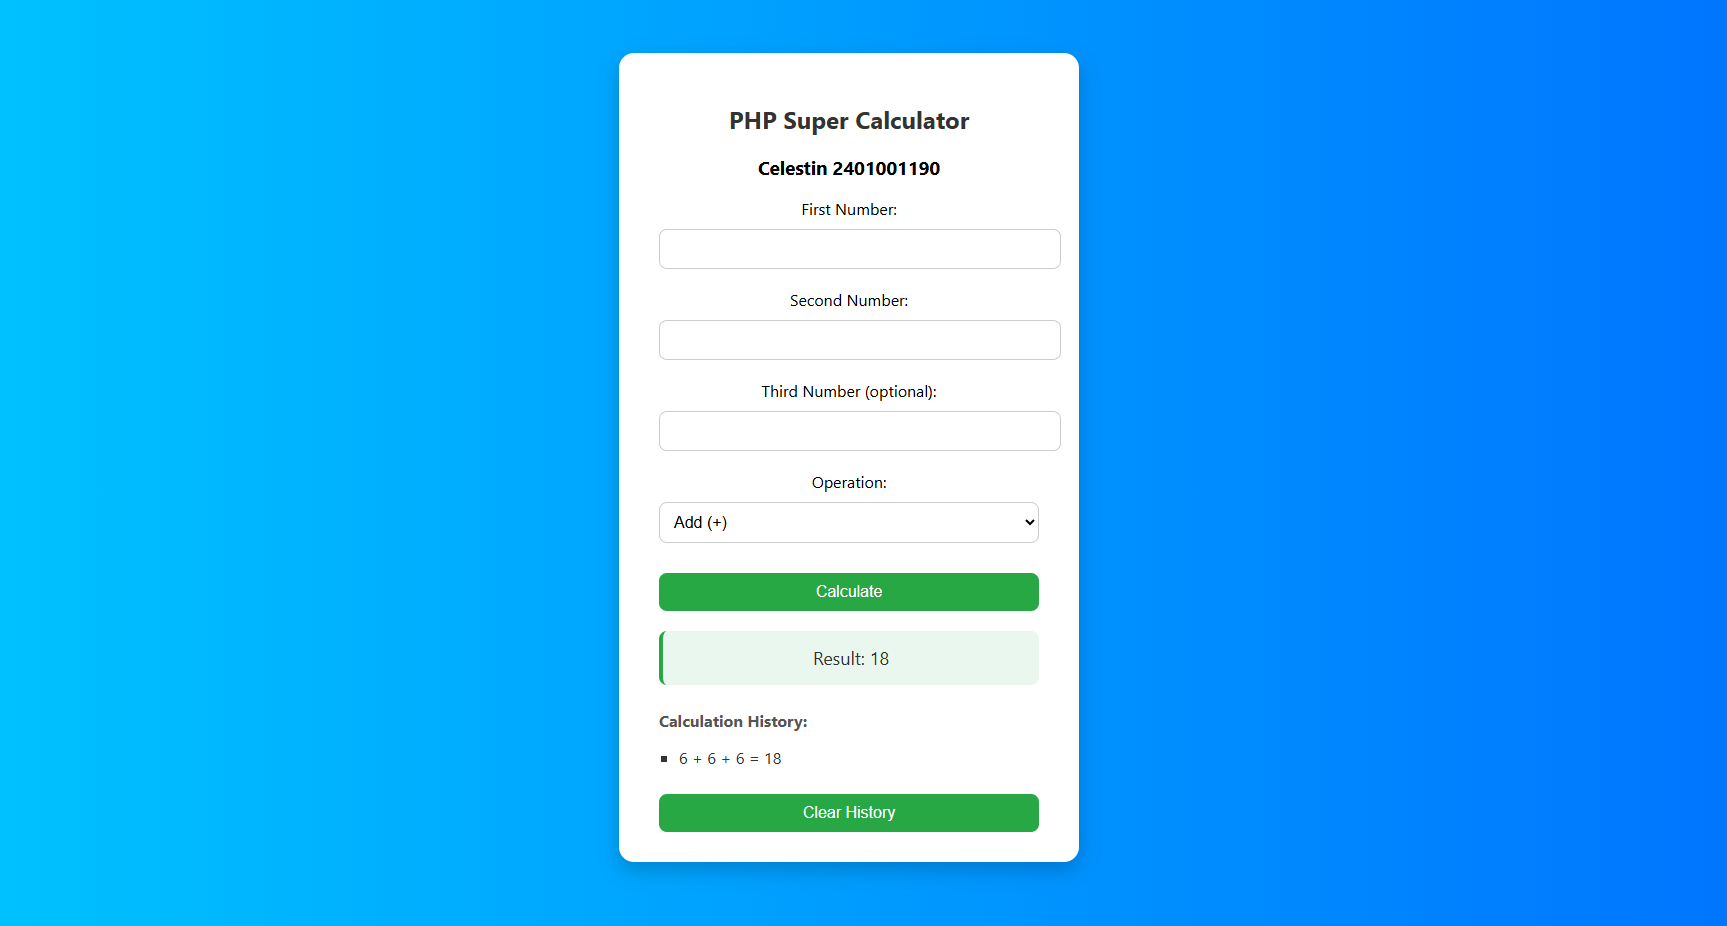 PHP Super Calculator
Celestin 2401001190
First Number:
Second Number:
Third Number (optional):
Operation:
Add (+)
Calculate
Result: 18
Calculation History:
6 + 6 + 6 = 18
Clear History